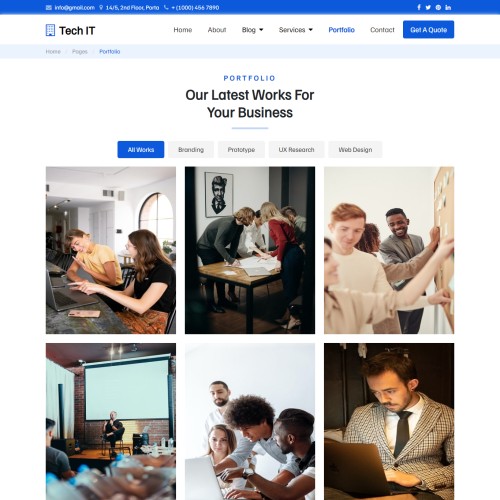 info@gmail.com 14/5, 2nd Floor, Porta + (1000) 456 7890
Tech IT Home About Blog Services Portfolio Contact Get A Quote
Home Pages Portfolio
PORTFOLIO
Our Latest Works For
Your Business
All Works Branding Prototype UX Research Web Design